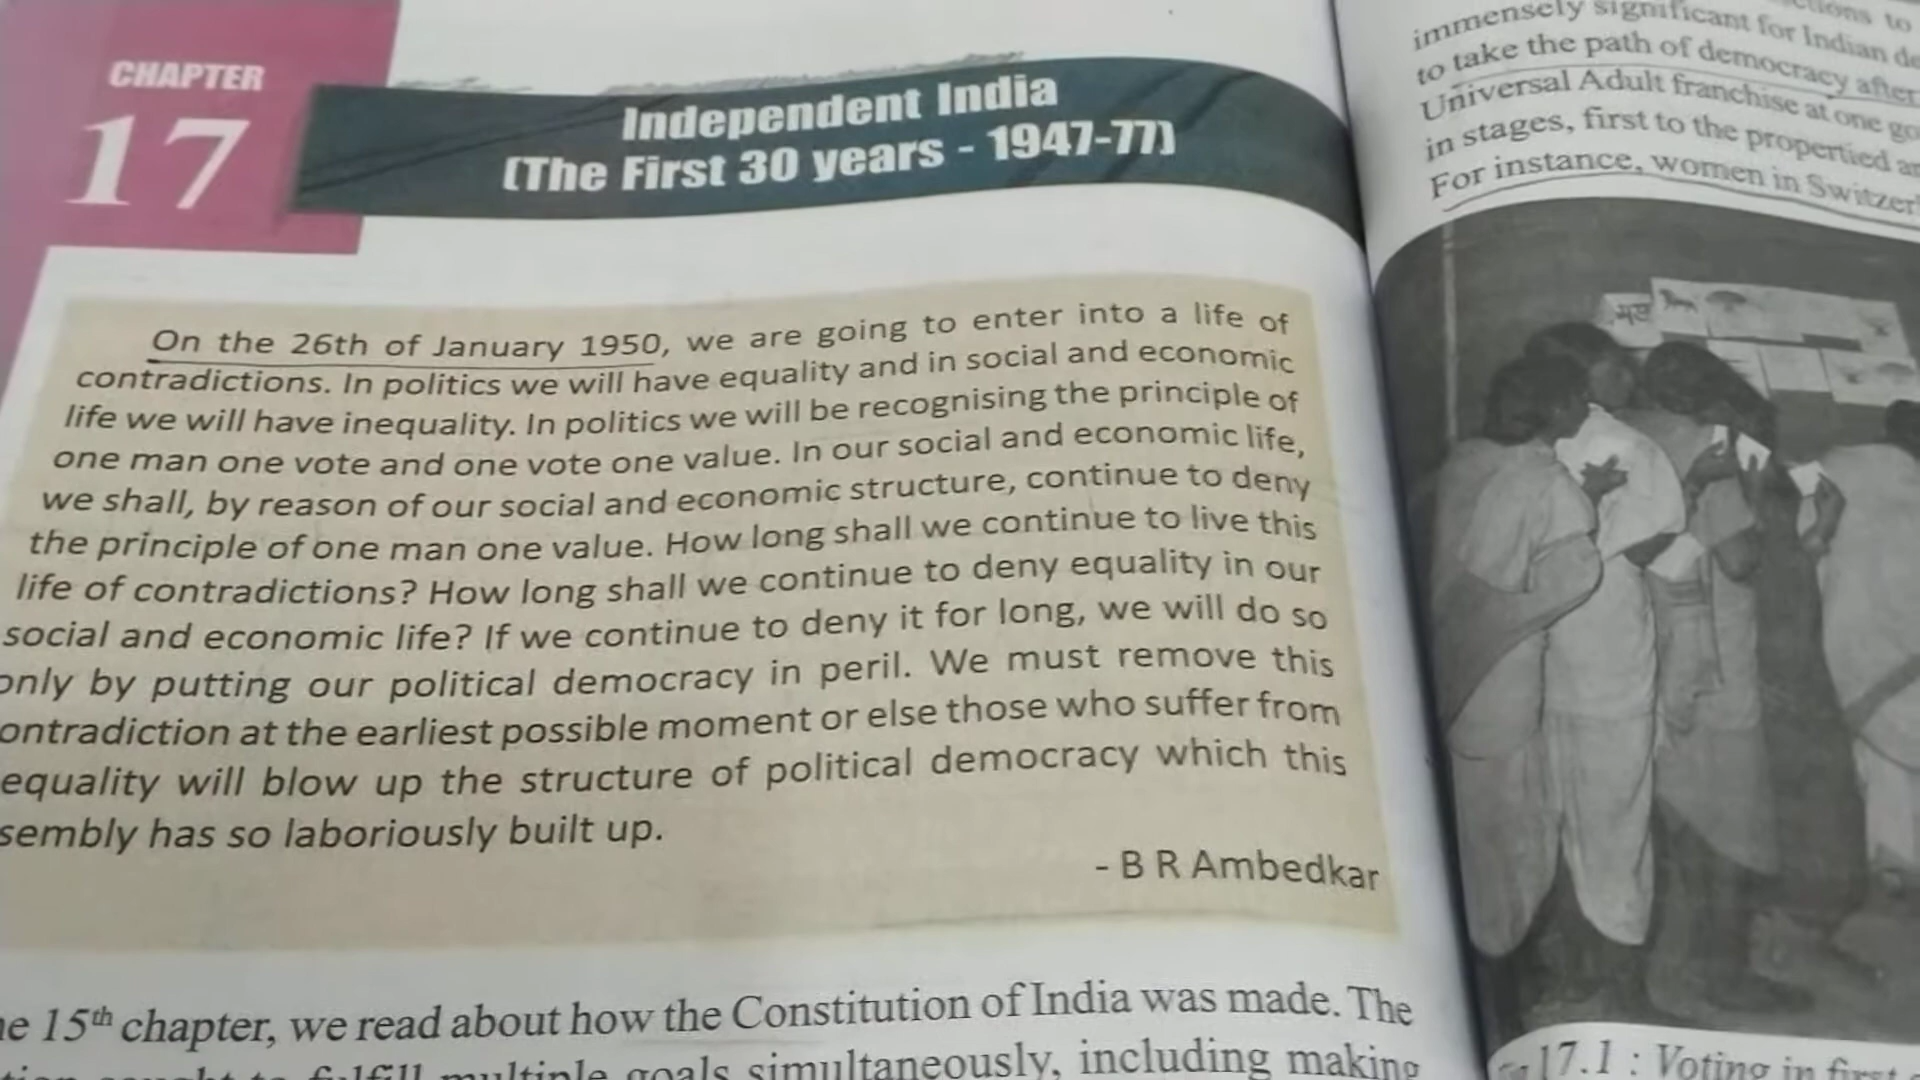 CHAPTER
17
Independent India
(The First 30 years - 1947-77)
On the 26th of January 1950, we are going to enter into a life of
contradictions. In politics we will have equality and in social and economic
life we will have inequality. In politics we will be recognising the principle of
one man one vote and one vote one value. In our social and economic life,
we shall, by reason of our social and economic structure, continue to deny
the principle of one man one value. How long shall we continue to live this
life of contradictions? How long shall we continue to deny equality in our
social and economic life? If we continue to deny it for long, we will do so
only by putting our political democracy in peril. We must remove this
ontradiction at the earliest possible moment or else those who suffer from
equality will blow up the structure of political democracy which this
sembly has so laboriously built up.
- B R Ambedkar
15th chapter, we read about how the Constitution of India was made. The
to fulfill multiple goals simultaneously, including making
to
immensely significant for Indian
to take the path of democracy after
Universal Adult franchise at one go
in stages, first to the propertied
For instance, women in
17.1 : Voting in first